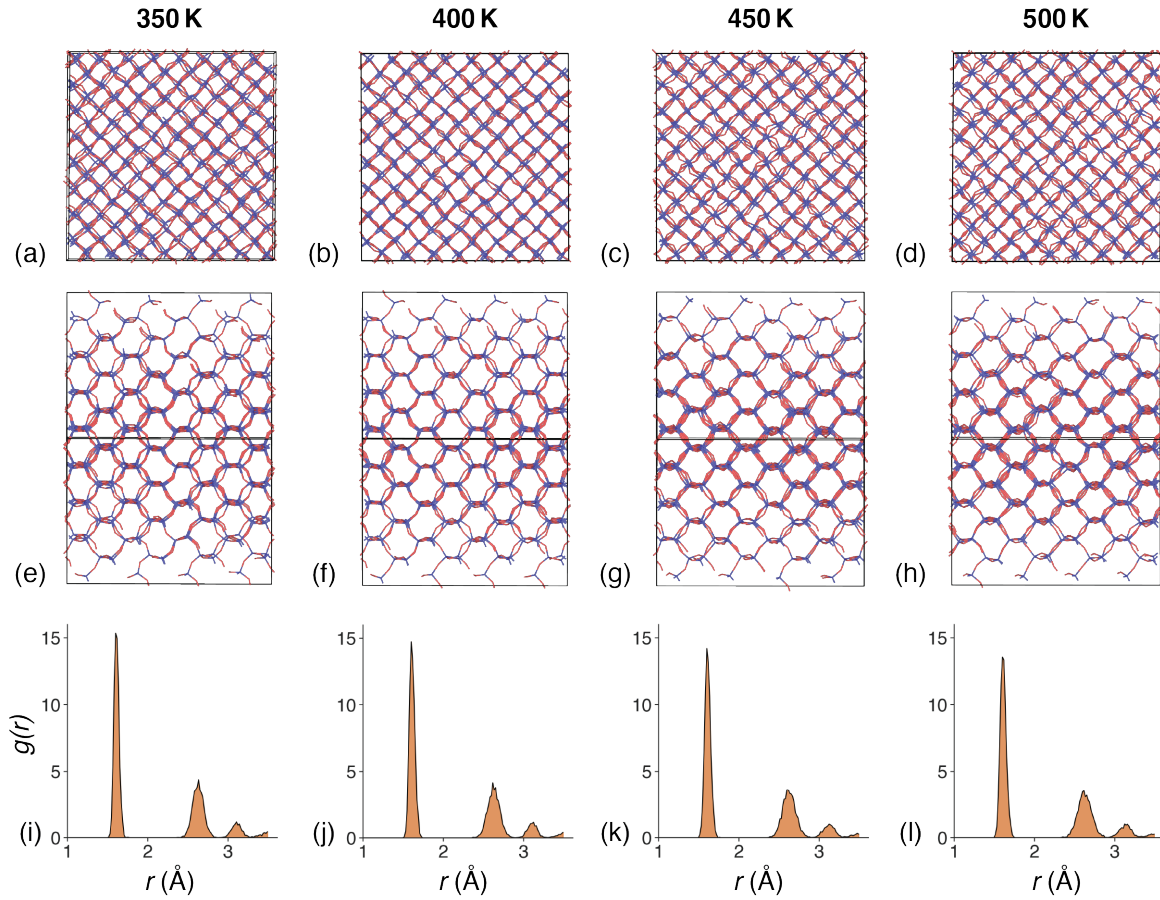 350 K 400 K 450 K 500 K
(a) (b) (c) (d)
(e) (f) (g) (h)
15 15 15 15
10 10 10 10
g(r)
5 5 5 5
(i) 0 (j) 0 (k) 0 (l) 0
1 2 3 1 2 3 1 2 3 1 2 3
r (Å) r (Å) r (Å) r (Å)